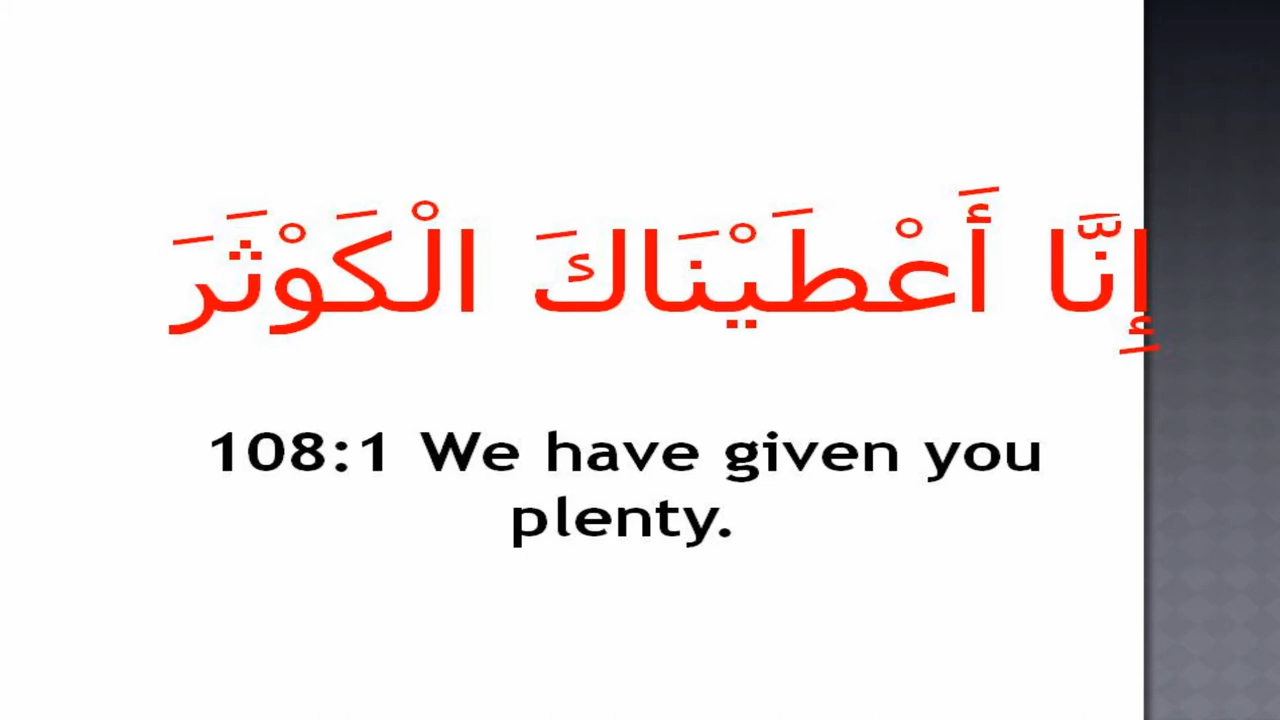 إِنَّا أَعْطَيْنَاكَ الْكَوْثَرَ
108:1 We have given you
plenty.